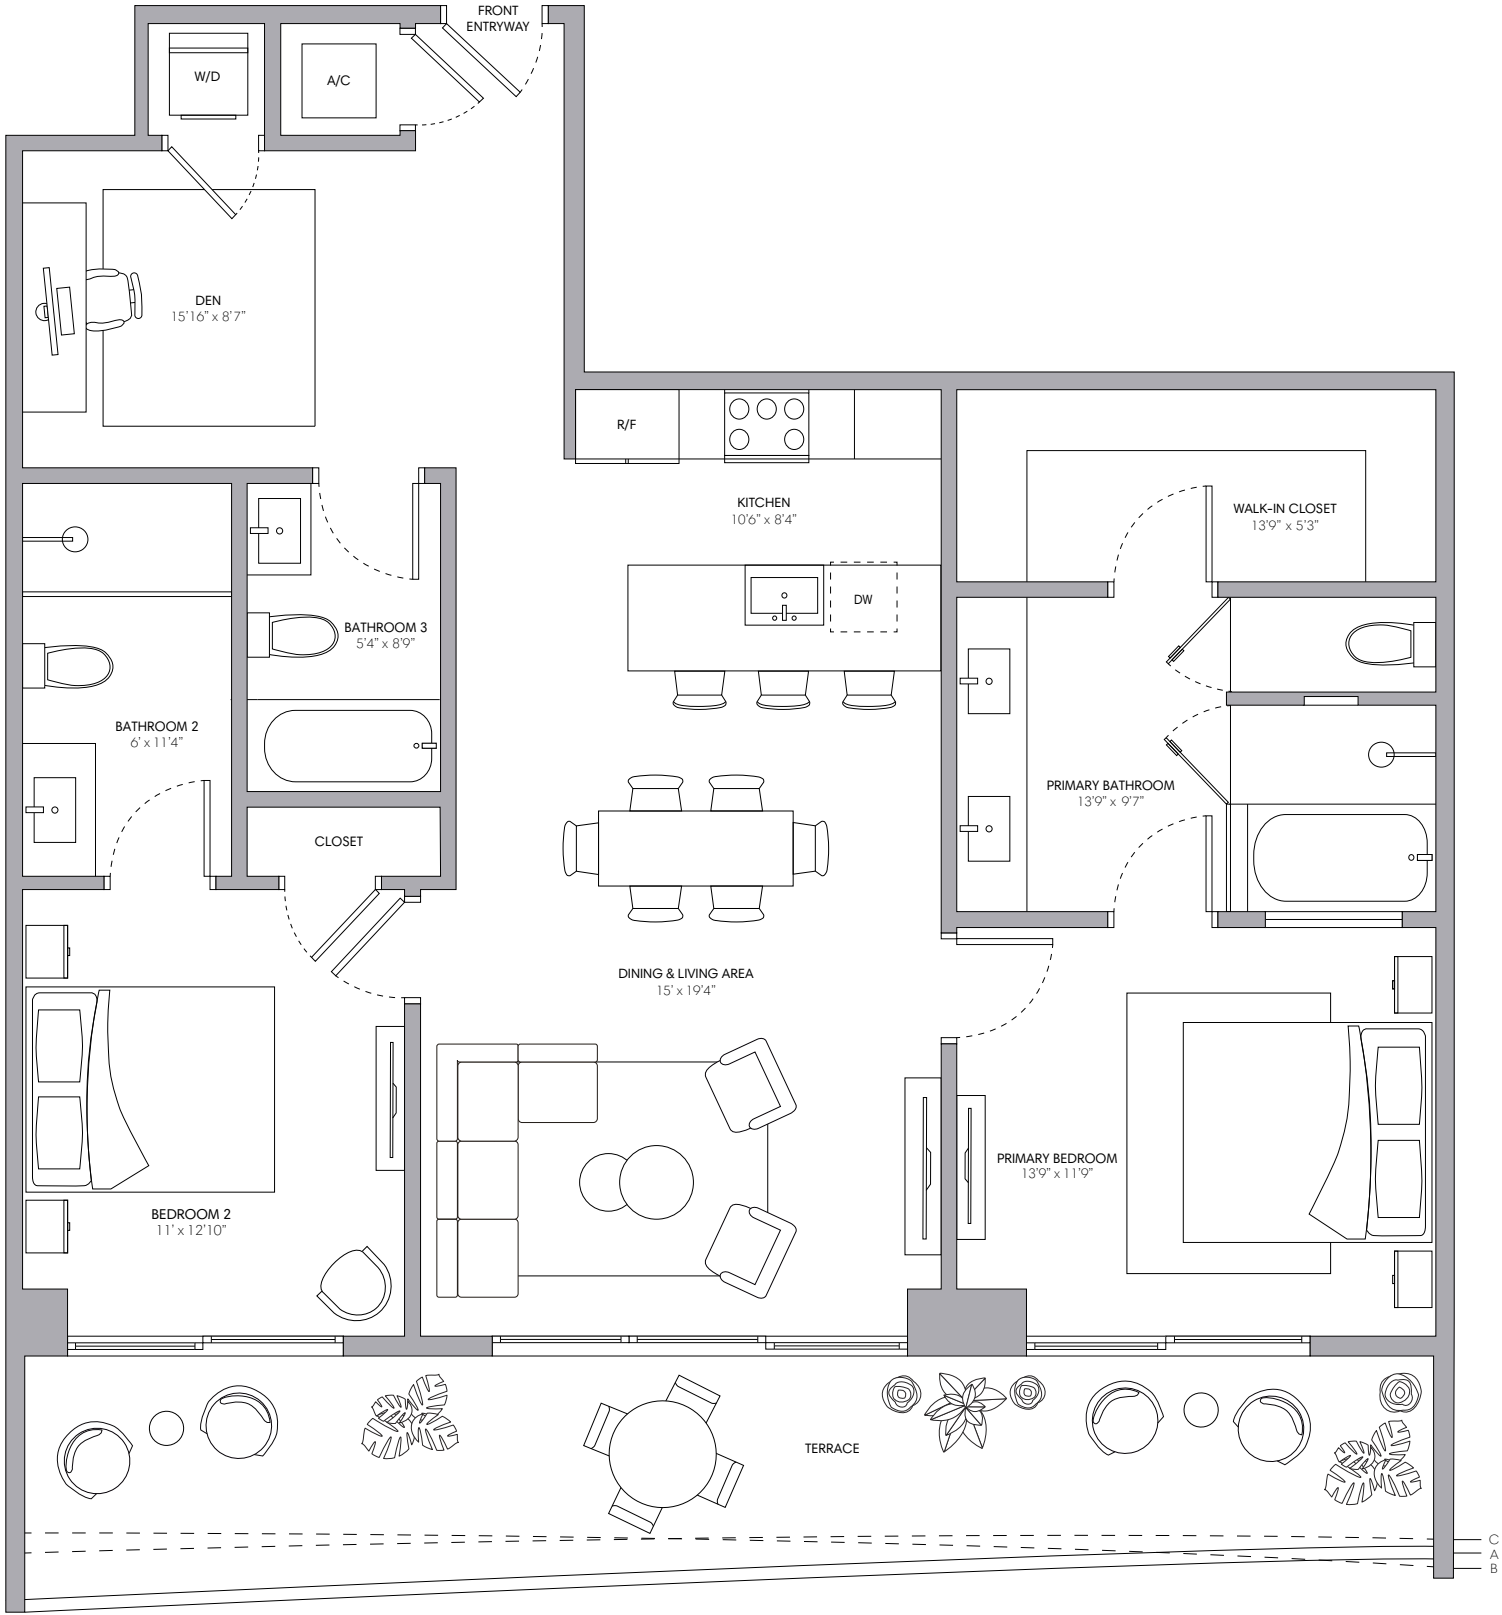 FRONT
ENTRYWAY
W/D
A/C
DEN
15'16” x 8'7”
R/F
KITCHEN
10'6” x 8'4”
WALK-IN CLOSET
13'9” x 5'3”
DW
BATHROOM 3
5'4” x 8'9”
BATHROOM 2
6' x 11'4”
PRIMARY BATHROOM
13'9” x 9'7”
CLOSET
DINING & LIVING AREA
15' x 19'4”
PRIMARY BEDROOM
13'9” x 11'9”
BEDROOM 2
11' x 12'10”
TERRACE
C
A
B